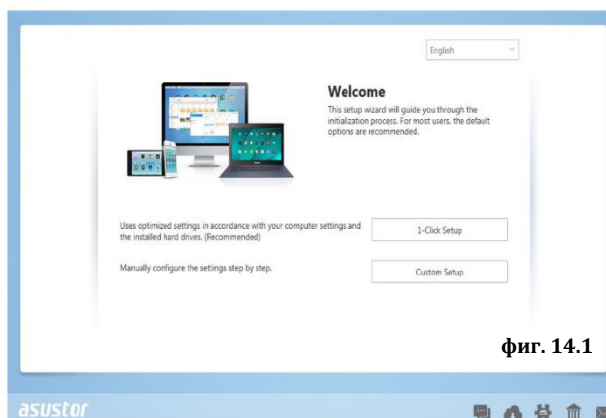 English
Welcome
This setup wizard will guide you through the
initialization process. For most users, the default
options are recommended.
Uses optimized settings in accordance with your computer settings and
the installed hard drives. (Recommended)
1-Click Setup
Manually configure the settings step by step.
Custom Setup
фиг. 14.1
asustor